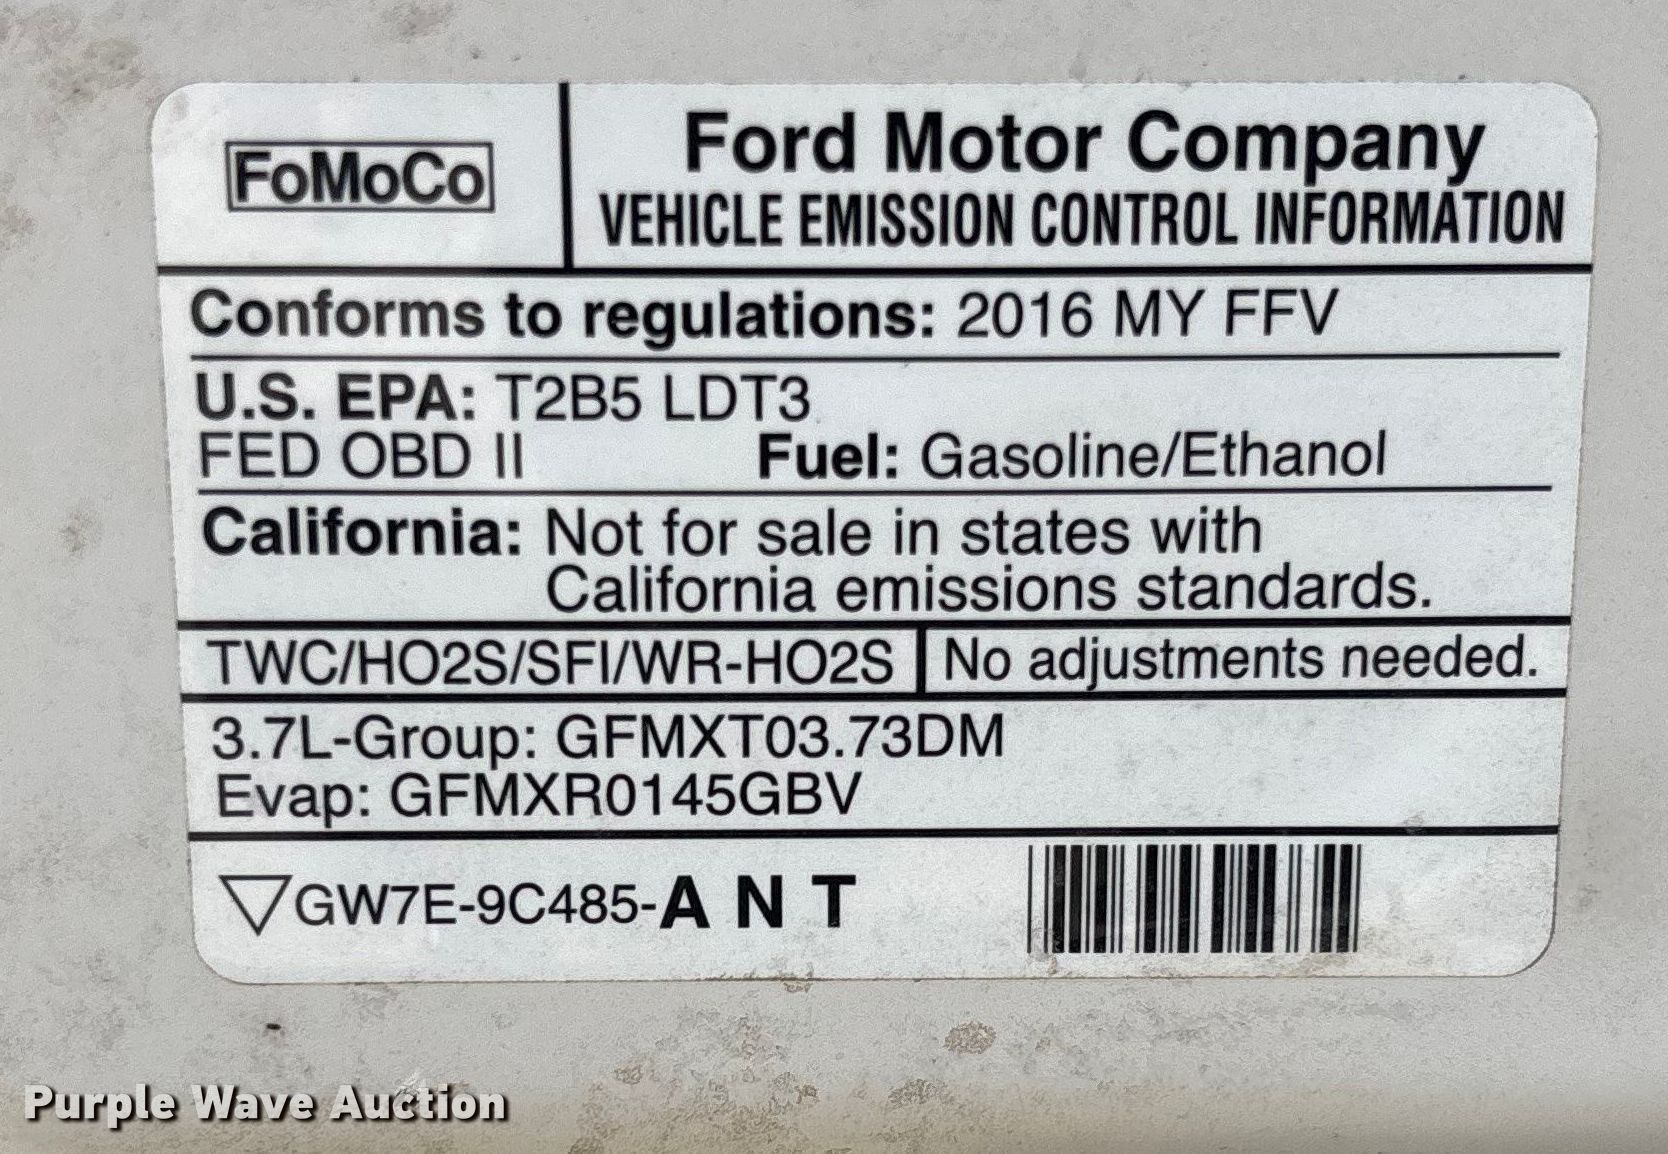 FoMoCo
Ford Motor Company
VEHICLE EMISSION CONTROL INFORMATION
Conforms to regulations: 2016 MY FFV
U.S. EPA: T2B5 LDT3
FED OBD II Fuel: Gasoline/Ethanol
California: Not for sale in states with
California emissions standards.
TWC/HO2S/SFI/WR-HO2S No adjustments needed.
3.7L-Group: GFMXT03.73DM
Evap: GFMXR0145GBV
GW7E-9C485-A N T
Purple Wave Auction